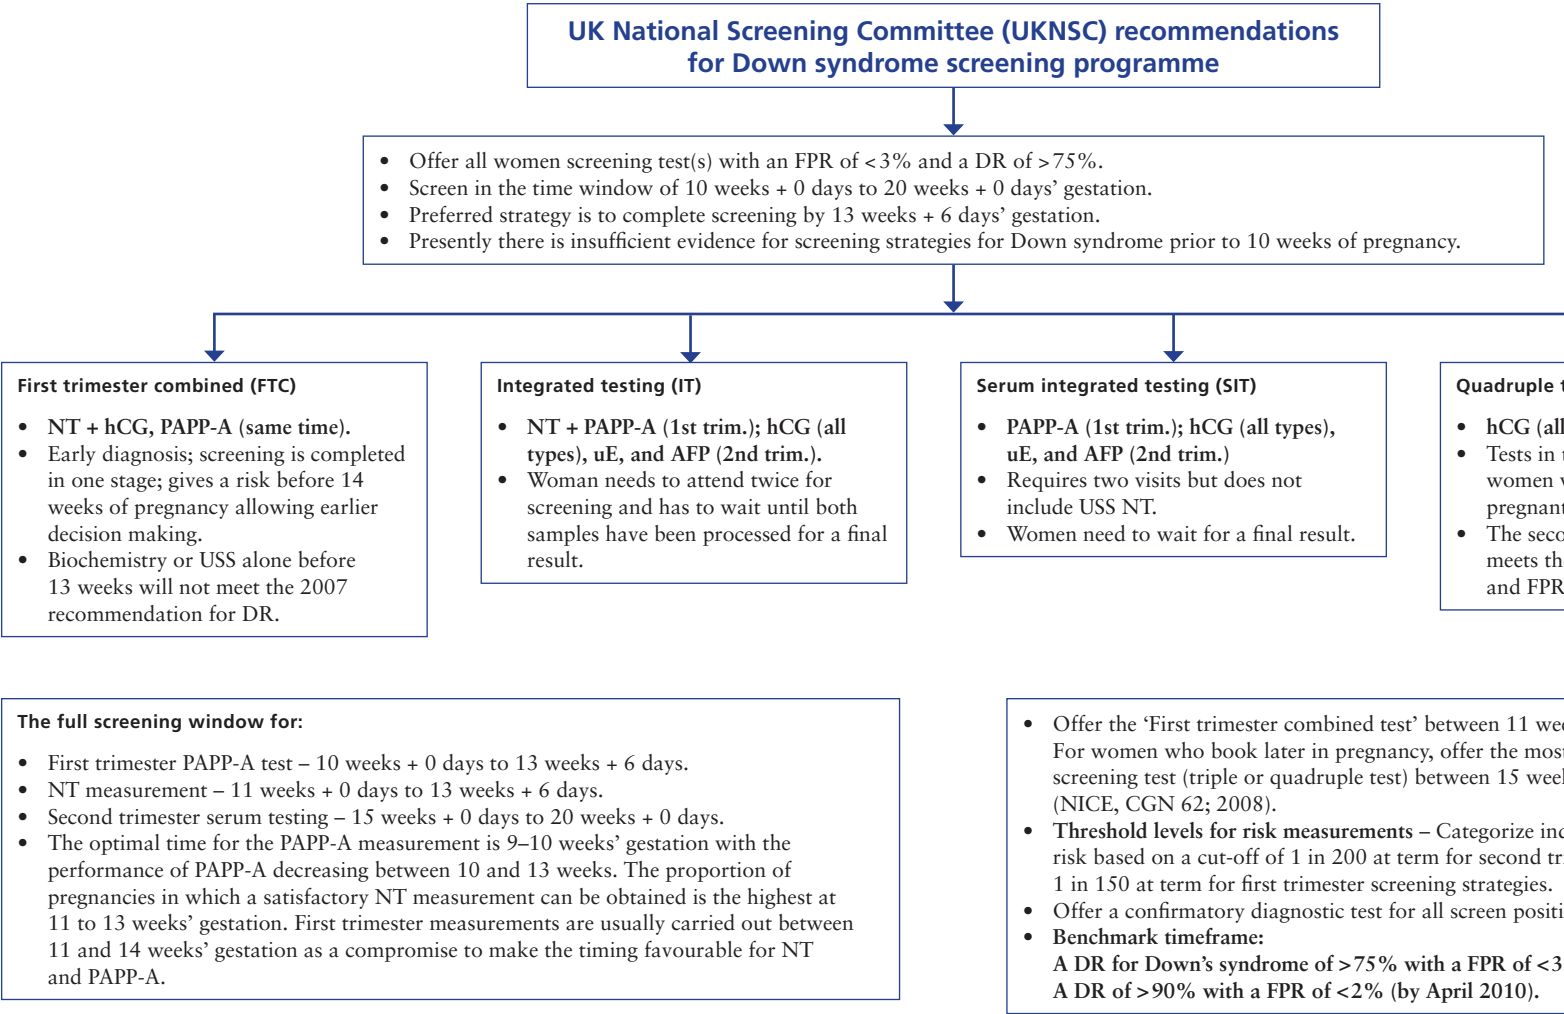 UK National Screening Committee (UKNSC) recommendations
for Down syndrome screening programme
• Offer all women screening test(s) with an FPR of <3% and a DR of >75%.
• Screen in the time window of 10 weeks + 0 days to 20 weeks + 0 days’ gestation.
• Preferred strategy is to complete screening by 13 weeks + 6 days’ gestation.
• Presently there is insufficient evidence for screening strategies for Down syndrome prior to 10 weeks of pregnancy.
First trimester combined (FTC)
• NT + hCG, PAPP-A (same time).
• Early diagnosis; screening is completed
in one stage; gives a risk before 14
weeks of pregnancy allowing earlier
decision making.
• Biochemistry or USS alone before
13 weeks will not meet the 2007
recommendation for DR.
Integrated testing (IT)
• NT + PAPP-A (1st trim.); hCG (all
types), uE, and AFP (2nd trim.).
• Woman needs to attend twice for
screening and has to wait until both
samples have been processed for a final
result.
Serum integrated testing (SIT)
• PAPP-A (1st trim.); hCG (all types),
uE, and AFP (2nd trim.)
• Requires two visits but does not
include USS NT.
• Women need to wait for a final result.
Quadruple
• hCG (all
• Tests in
women
pregnant
• The
meets
and FPR
The full screening window for:
• First trimester PAPP-A test – 10 weeks + 0 days to 13 weeks + 6 days.
• NT measurement – 11 weeks + 0 days to 13 weeks + 6 days.
• Second trimester serum testing – 15 weeks + 0 days to 20 weeks + 0 days.
• The optimal time for the PAPP-A measurement is 9–10 weeks’ gestation with the
performance of PAPP-A decreasing between 10 and 13 weeks. The proportion of
pregnancies in which a satisfactory NT measurement can be obtained is the highest at
11 to 13 weeks’ gestation. First trimester measurements are usually carried out between
11 and 14 weeks’ gestation as a compromise to make the timing favourable for NT
and PAPP-A.
• Offer the ‘First trimester combined test’ between 11
For women who book later in pregnancy, offer the most
screening test (triple or quadruple test) between 15
(NICE, CGN 62; 2008).
• Threshold levels for risk measurements – Categorize
risk based on a cut-off of 1 in 200 at term for second
1 in 150 at term for first trimester screening strategies.
• Offer a confirmatory diagnostic test for all screen
• Benchmark timeframe:
A DR for Down’s syndrome of >75% with a FPR of <3
A DR of >90% with a FPR of <2% (by April 2010).